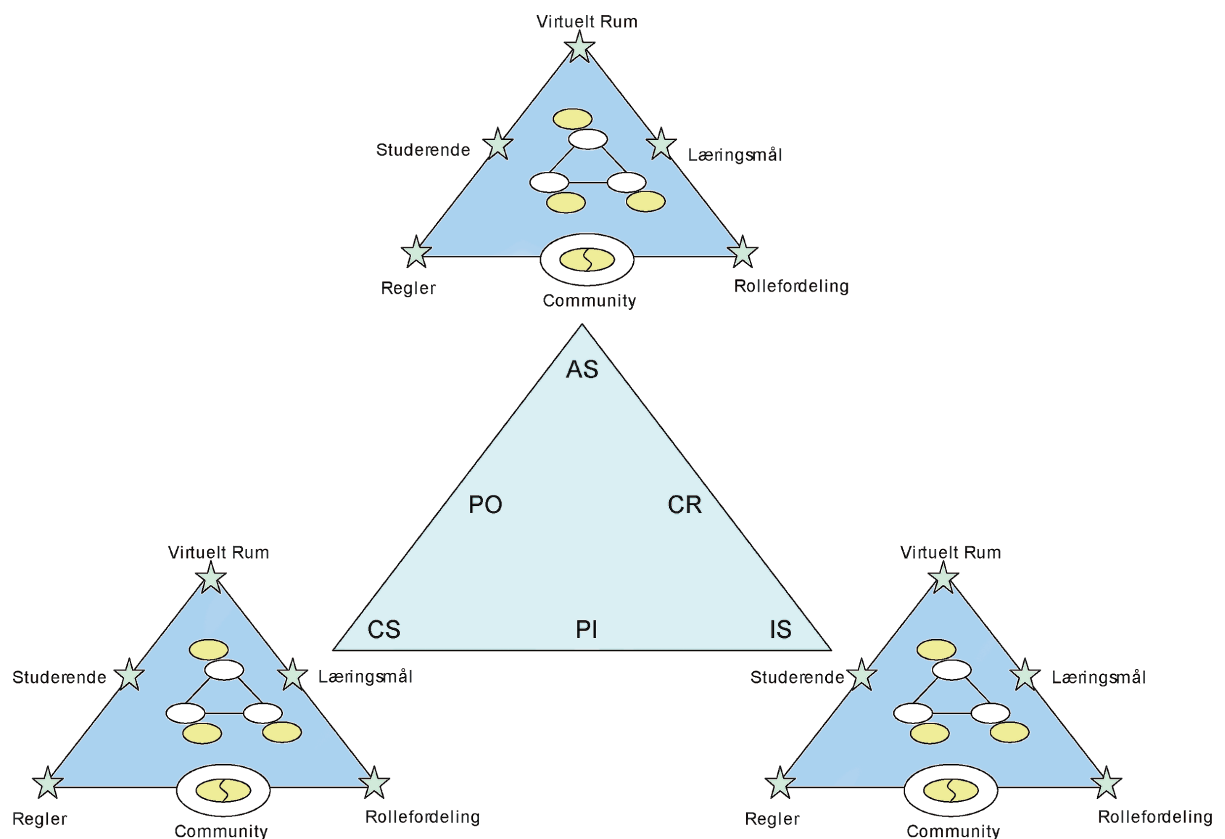 Virtuelt Rum
Studerende
Læringsmål
Regler
Community
Rollefordeling
AS
PO
CR
CS
PI
IS
Virtuelt Rum
Studerende
Læringsmål
Regler
Community
Rollefordeling
Virtuelt Rum
Studerende
Læringsmål
Regler
Community
Rollefordeling